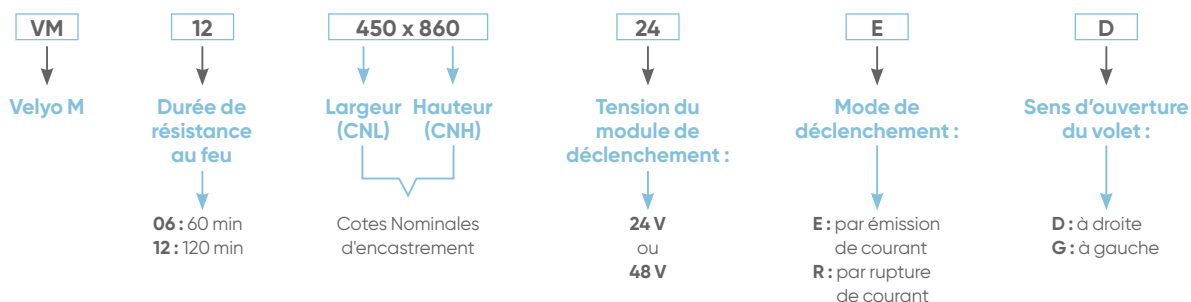 VM
12
450 x 860
24
E
D
Velyo M
Durée de
résistance
au feu
Largeur
(CNL)
Hauteur
(CNH)
Tension du
module de
déclenchement :
Mode de
déclenchement :
Sens d'ouverture
du volet :
06 : 60 min
12 : 120 min
Cotes Nominales
d'encastrement
24 V
ou
48 V
E : par émission
de courant
R : par rupture
de courant
D : à droite
G : à gauche